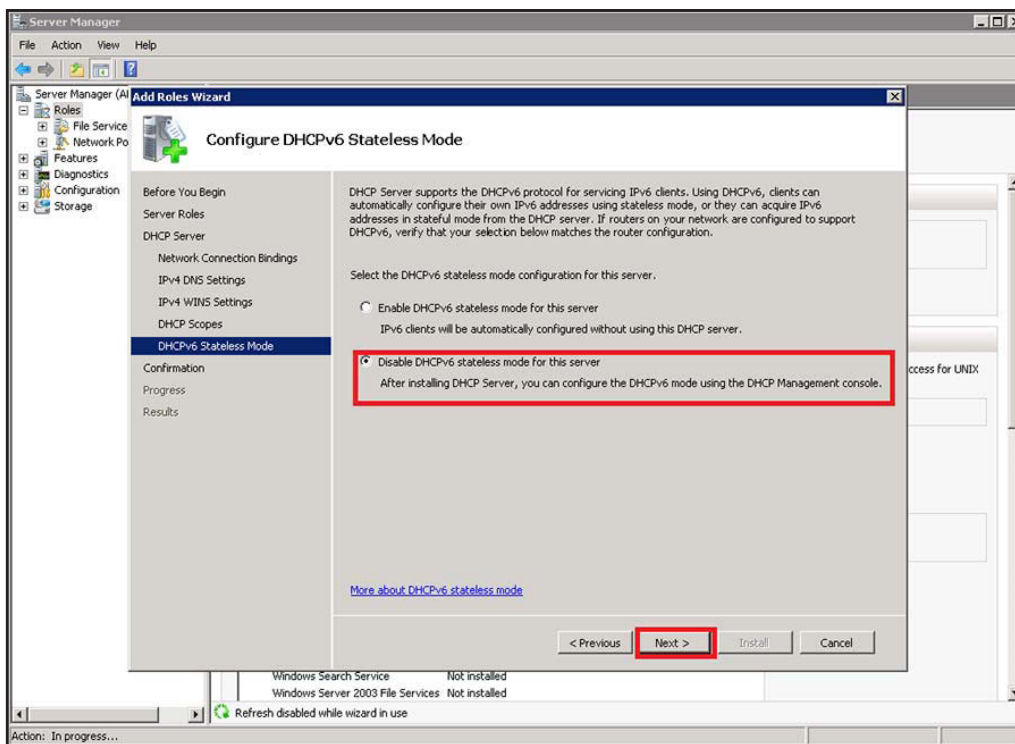 Server Manager
File Action View Help
Server Manager (Al
Roles
File Service
Network Po
Features
Diagnostics
Configuration
Storage
Add Roles Wizard
Configure DHCPv6 Stateless Mode
Before You Begin
Server Roles
DHCP Server
Network Connection Bindings
IPv4 DNS Settings
IPv4 WINS Settings
DHCP Scopes
DHCPv6 Stateless Mode
Confirmation
Progress
Results
DHCP Server supports the DHCPv6 protocol for servicing IPv6 clients. Using DHCPv6, clients can
automatically configure their own IPv6 addresses using stateless mode, or they can acquire IPv6
addresses in stateful mode from the DHCP server. If routers on your network are configured to support
DHCPv6, verify that your selection below matches the router configuration.
Select the DHCPv6 stateless mode configuration for this server.
Enable DHCPv6 stateless mode for this server
IPv6 clients will be automatically configured without using this DHCP server.
Disable DHCPv6 stateless mode for this server
After installing DHCP Server, you can configure the DHCPv6 mode using the DHCP Management console.
More about DHCPv6 stateless mode
< Previous Next > Install Cancel
ccess for UNIX
Windows Search Service Not installed
Windows Server 2003 File Services Not installed
Refresh disabled while wizard in use
Action: In progress...